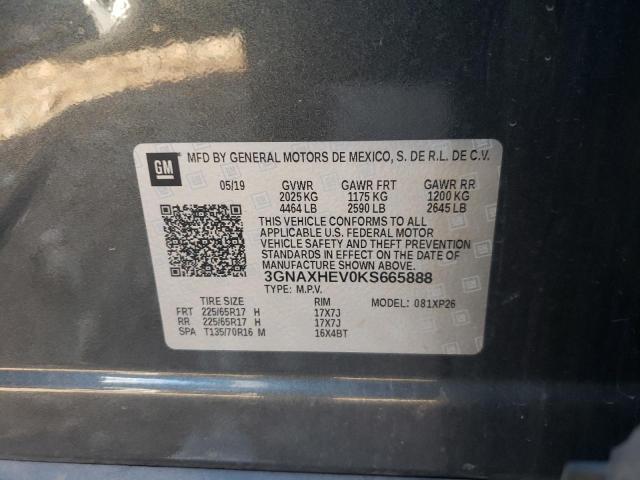 GM MFD BY GENERAL MOTORS DE MEXICO, S. DE R.L. DE C.V.
05/19 GVWR GAWR FRT GAWR RR
2025 KG 1175 KG 1200 KG
4464 LB 2590 LB 2645 LB
THIS VEHICLE CONFORMS TO ALL
APPLICABLE U.S. FEDERAL MOTOR
VEHICLE SAFETY AND THEFT PREVENTION
STANDARDS IN EFFECT ON THE DATE OF
MANUFACTURE SHOWN ABOVE.
3GNAXHEV0KS665888
TYPE: M.P.V.
TIRE SIZE RIM MODEL: 081XP26
FRT 225/65R17 H 17X7J
RR 225/65R17 H 17X7J
SPA T135/70R16 M 16X4BT